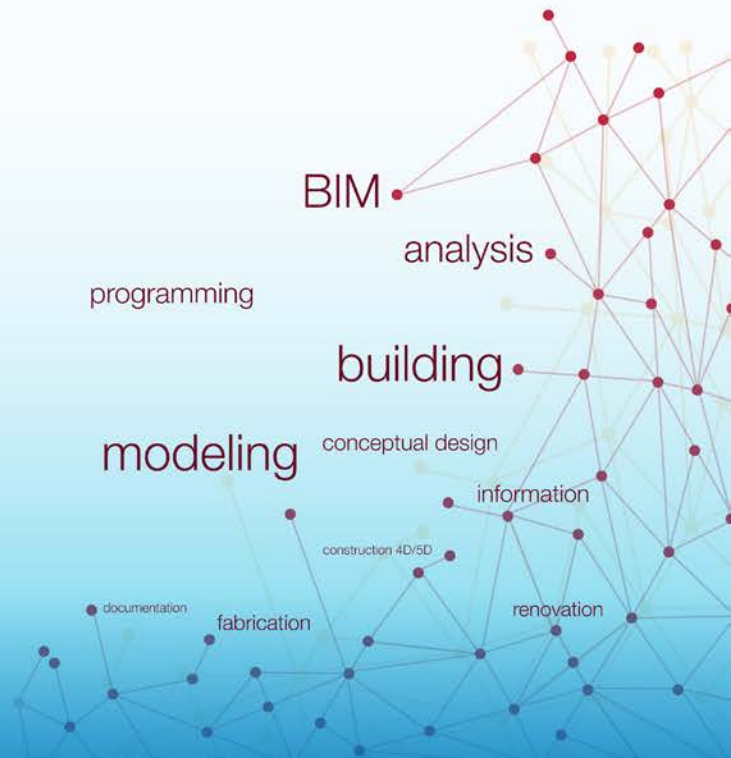 BIM
analysis
programming
building
modeling
conceptual design
information
construction 4D/5D
documentation
fabrication
renovation